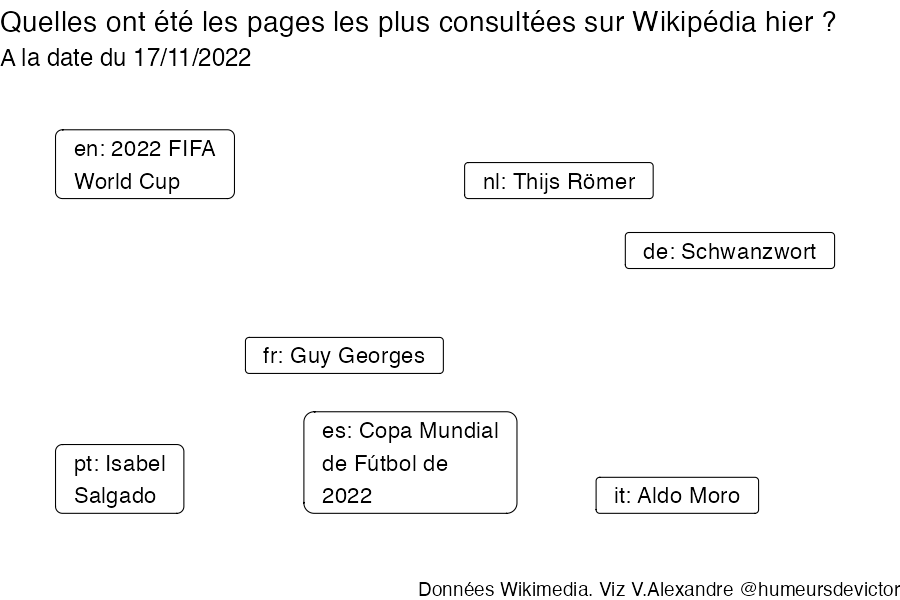 Quelles ont été les pages les plus consultées sur Wikipédia hier ?
A la date du 17/11/2022
en: 2022 FIFA
World Cup
nl: Thijs Römer
de: Schwanzwort
fr: Guy Georges
es: Copa Mundial
de Fútbol de
2022
pt: Isabel
Salgado
it: Aldo Moro
Données Wikimedia. Viz V.Alexandre @humeursdevictor